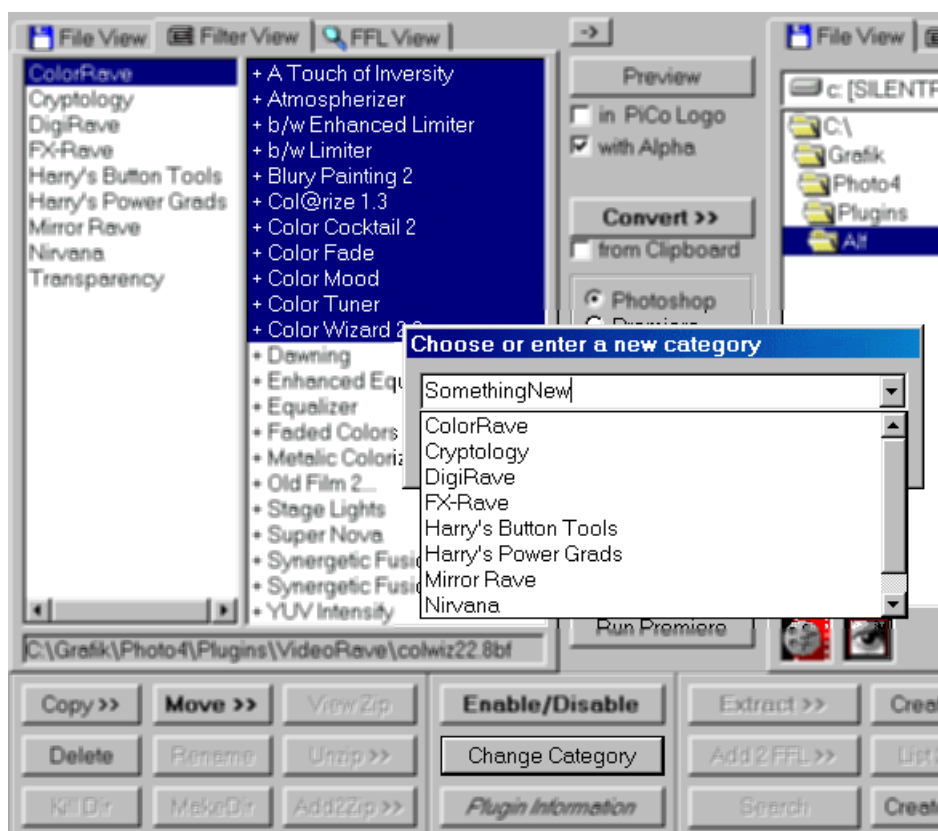 File View
Filter View
FFL View
->
File View
ColorRave
Cryptology
DigiRave
FX-Rave
Harry's Button Tools
Harry's Power Grads
Mirror Rave
Nirvana
Transparency
+ A Touch of Inversity
+ Atmospherizer
+ b/w Enhanced Limiter
+ b/w Limiter
+ Blury Painting 2
+ Col@rize 1.3
+ Color Cocktail 2
+ Color Fade
+ Color Mood
+ Color Tuner
+ Color Wizard
+ Dawning
+ Enhanced
+ Equalizer
+ Faded Colors
+ Metalic
+ Old Film 2...
+ Stage Lights
+ Super Nova
+ Synergetic
+ Synergetic
+ YUV Intensify
C:\Grafik\Photo4\Plugins\VideoRave\colwiz22.8bf
Preview
in PiCo Logo
with Alpha
Convert >>
from Clipboard
Photoshop
Premiere
Run Premiere
c:
C:\
Grafik
Photo4
Plugins
Alf
Choose or enter a new category
SomethingNew
ColorRave
Cryptology
DigiRave
FX-Rave
Harry's Button Tools
Harry's Power Grads
Mirror Rave
Nirvana
Copy >>
Move >>
View Zip
Enable/Disable
Extract >>
Delete
Rename
Unzip >>
Change Category
Add 2 FFL >>
Kill Dir
MakeDir
Add2Zip >>
Plugin Information
Search